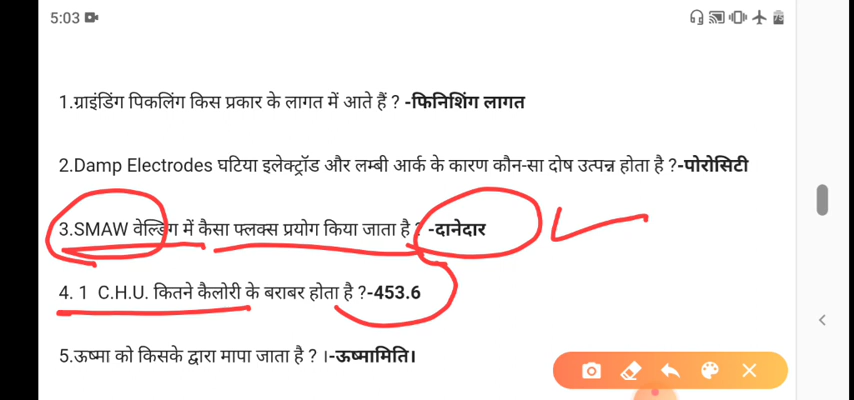 5:03
75
1.ग्राइंडिंग पिकलिंग किस प्रकार के लागत में आते हैं ? -फिनिशिंग लागत
2.Damp Electrodes घटिया इलेक्ट्रॉड और लम्बी आर्क के कारण कौन-सा दोष उत्पन्न होता है ?-पोरोसिटी
3.SMAW वेल्डिग में कैसा फ्लक्स प्रयोग किया जाता है ? -दानेदार
4. 1 C.H.U. कितने कैलोरी के बराबर होता है ?-453.6
5.ऊष्मा को किसके द्वारा मापा जाता है ? ।-ऊष्मामिति।